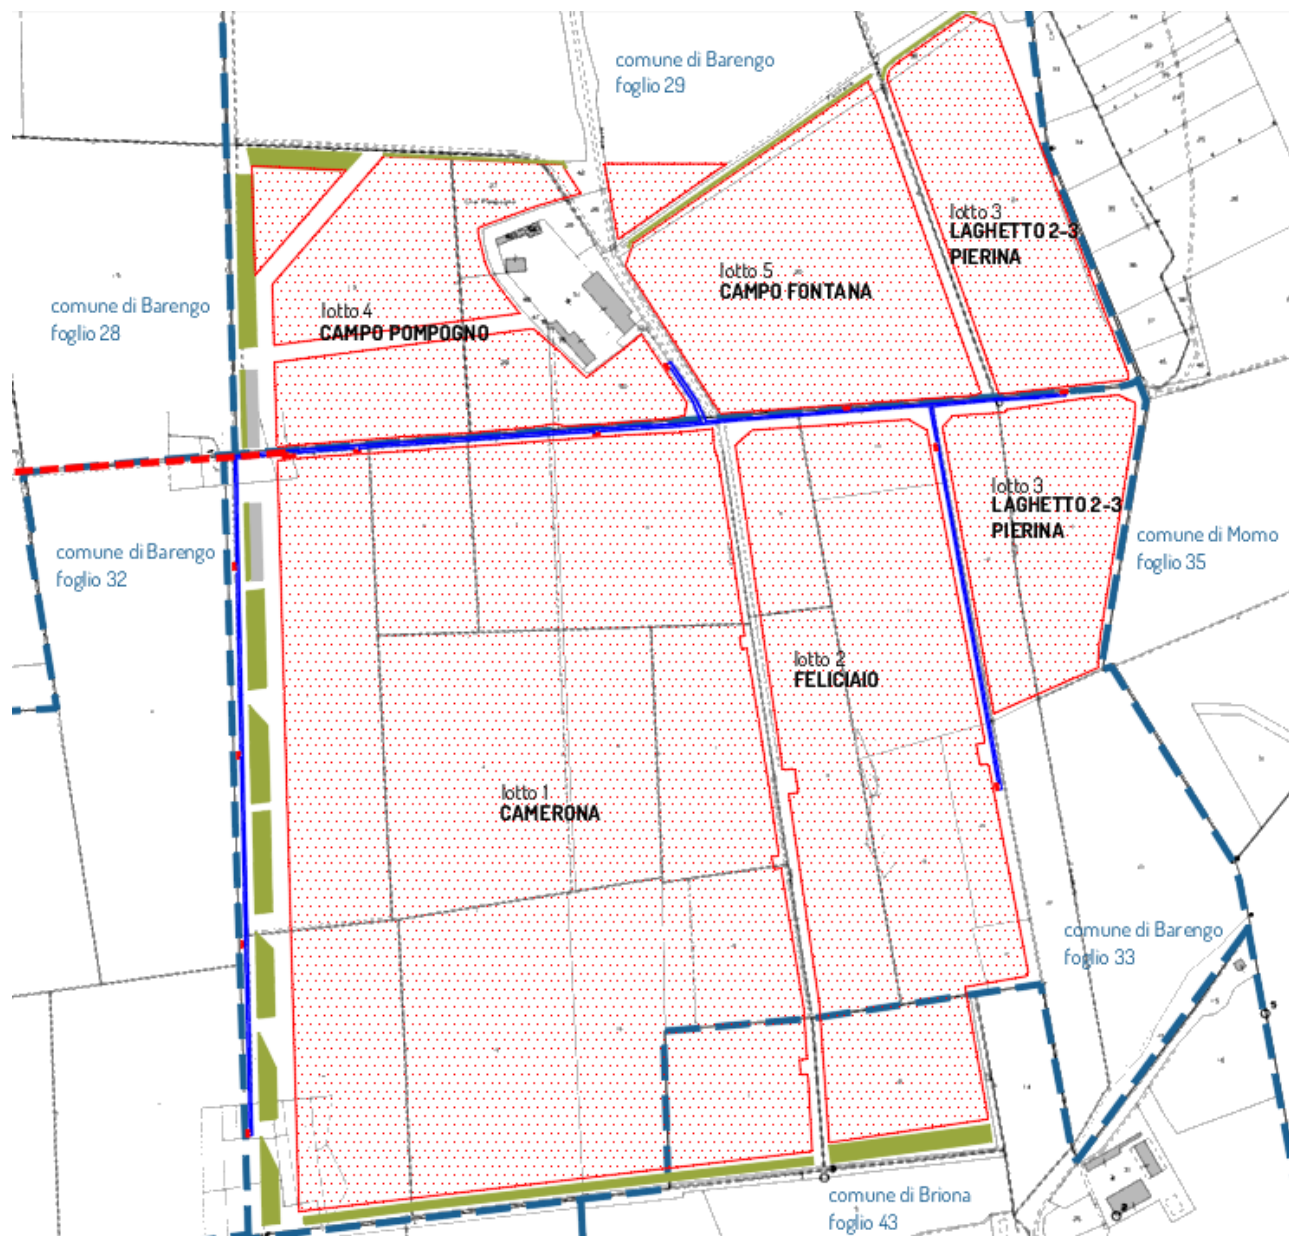 comune di Barengo
foglio 29
lotto 3
LAGHETTO 2-3
PIERINA
lotto 5
CAMPO FONTANA
comune di Barengo
foglio 28
lotto 4
CAMPO POMPOGNO
lotto 3
LAGHETTO 2-3
PIERINA
comune di Momo
foglio 35
comune di Barengo
foglio 32
lotto 2
FELICIAIO
lotto 1
CAMERONA
comune di Barengo
foglio 33
comune di Briona
foglio 43